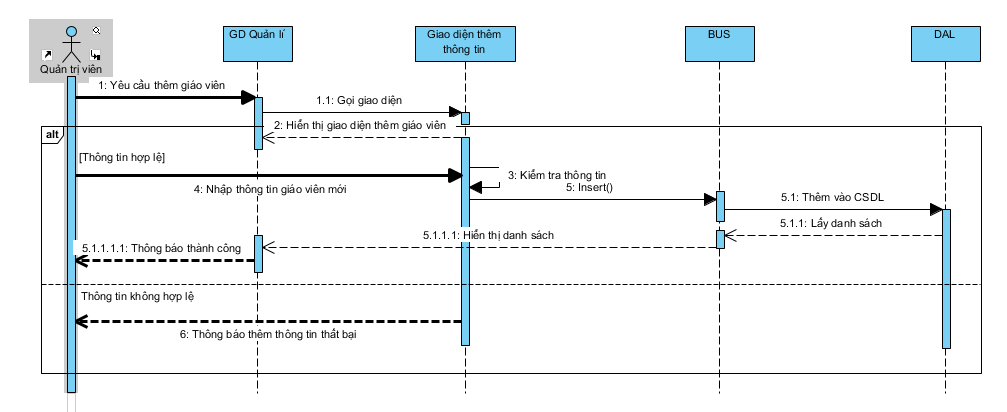 Quản trị viên
GD Quản lí
Giao diện thêm
thông tin
BUS
DAL
1: Yêu cầu thêm giáo viên
1.1: Gọi giao diện
2: Hiển thị giao diện thêm giáo viên
alt
[Thông tin hợp lệ]
3: Kiểm tra thông tin
4: Nhập thông tin giáo viên mới
5: Insert()
5.1: Thêm vào CSDL
5.1.1: Lấy danh sách
5.1.1.1: Hiển thị danh sách
5.1.1.1.1: Thông báo thành công
Thông tin không hợp lệ
6: Thông báo thêm thông tin thất bại